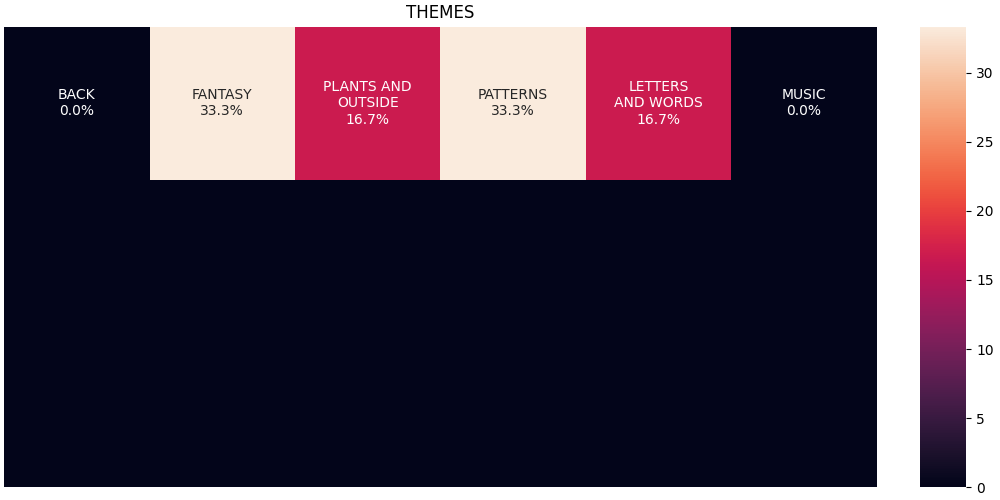 THEMES
BACK
0.0%
FANTASY
33.3%
PLANTS AND
OUTSIDE
16.7%
PATTERNS
33.3%
LETTERS
AND WORDS
16.7%
MUSIC
0.0%
30
25
20
15
10
5
0